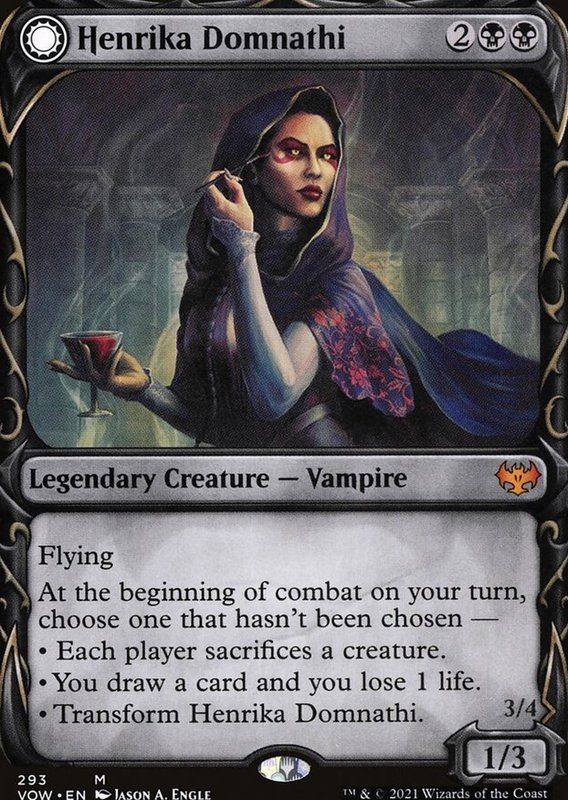 Henrika Domnathi 2
Legendary Creature — Vampire
Flying
At the beginning of combat on your turn,
choose one that hasn't been chosen —
• Each player sacrifices a creature.
• You draw a card and you lose 1 life.
• Transform Henrika Domnathi.
3/4
1/3
293 M
VOW • EN Jason A. Engle
™ & © 2021 Wizards of the Coast